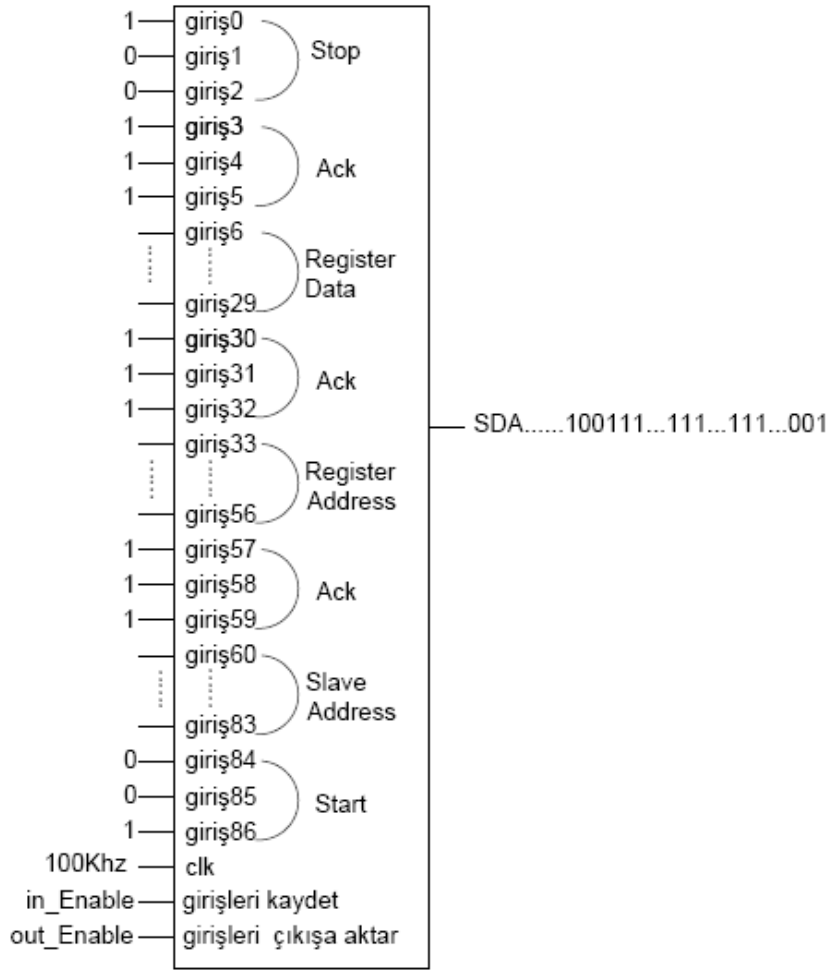 1 giriş0
0 giriş1 Stop
0 giriş2
1 giriş3
1 giriş4 Ack
1 giriş5
giriş6
Register
Data
giriş29
1 giriş30
1 giriş31 Ack
1 giriş32
SDA......100111...111...111...001
giriş33
Register
Address
giriş56
1 giriş57
1 giriş58 Ack
1 giriş59
giriş60
Slave
Address
giriş83
0 giriş84
0 giriş85 Start
1 giriş86
100Khz clk
in_Enable girişleri kaydet
out_Enable girişleri çıkışa aktar